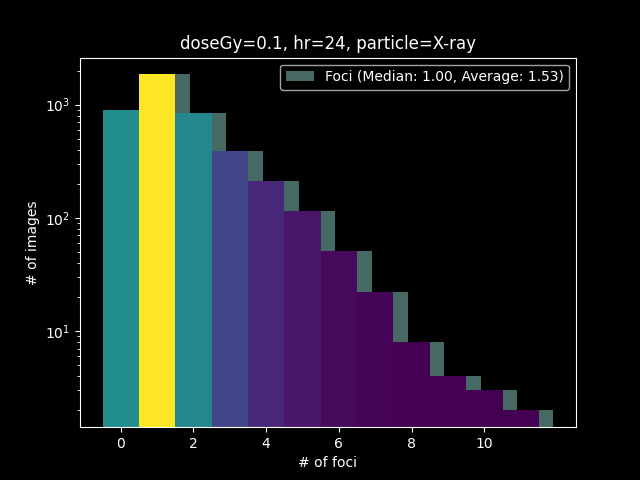 doseGy=0.1, hr=24, particle=X-ray
Foci (Median: 1.00, Average: 1.53)
# of images
10³
10²
10¹
0 2 4 6 8 10
# of foci